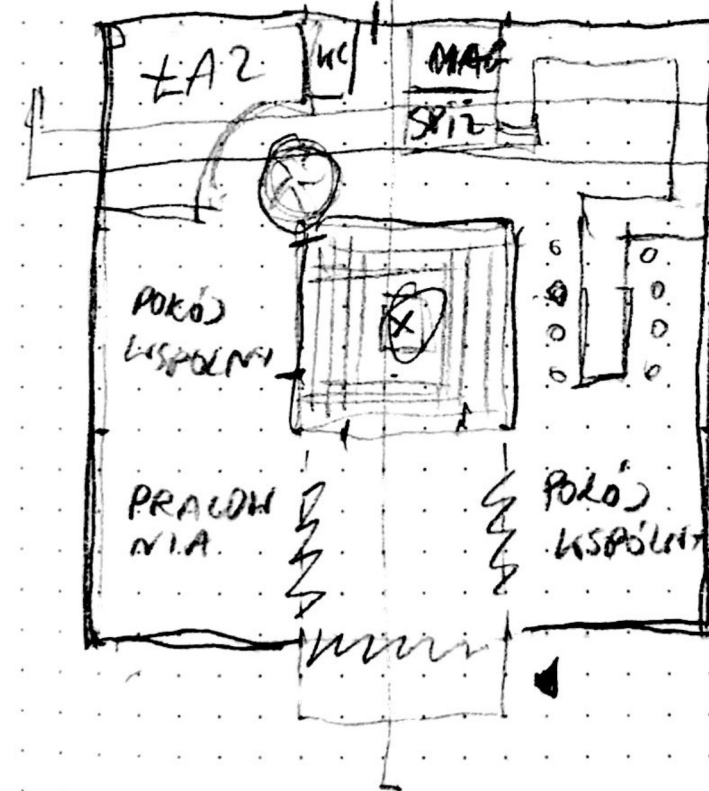 ŁAZ
WC
MAG
SPIŻ
POKÓJ
WSPÓLNY
PRACOW
NIA
POKÓJ
WSPÓLNY